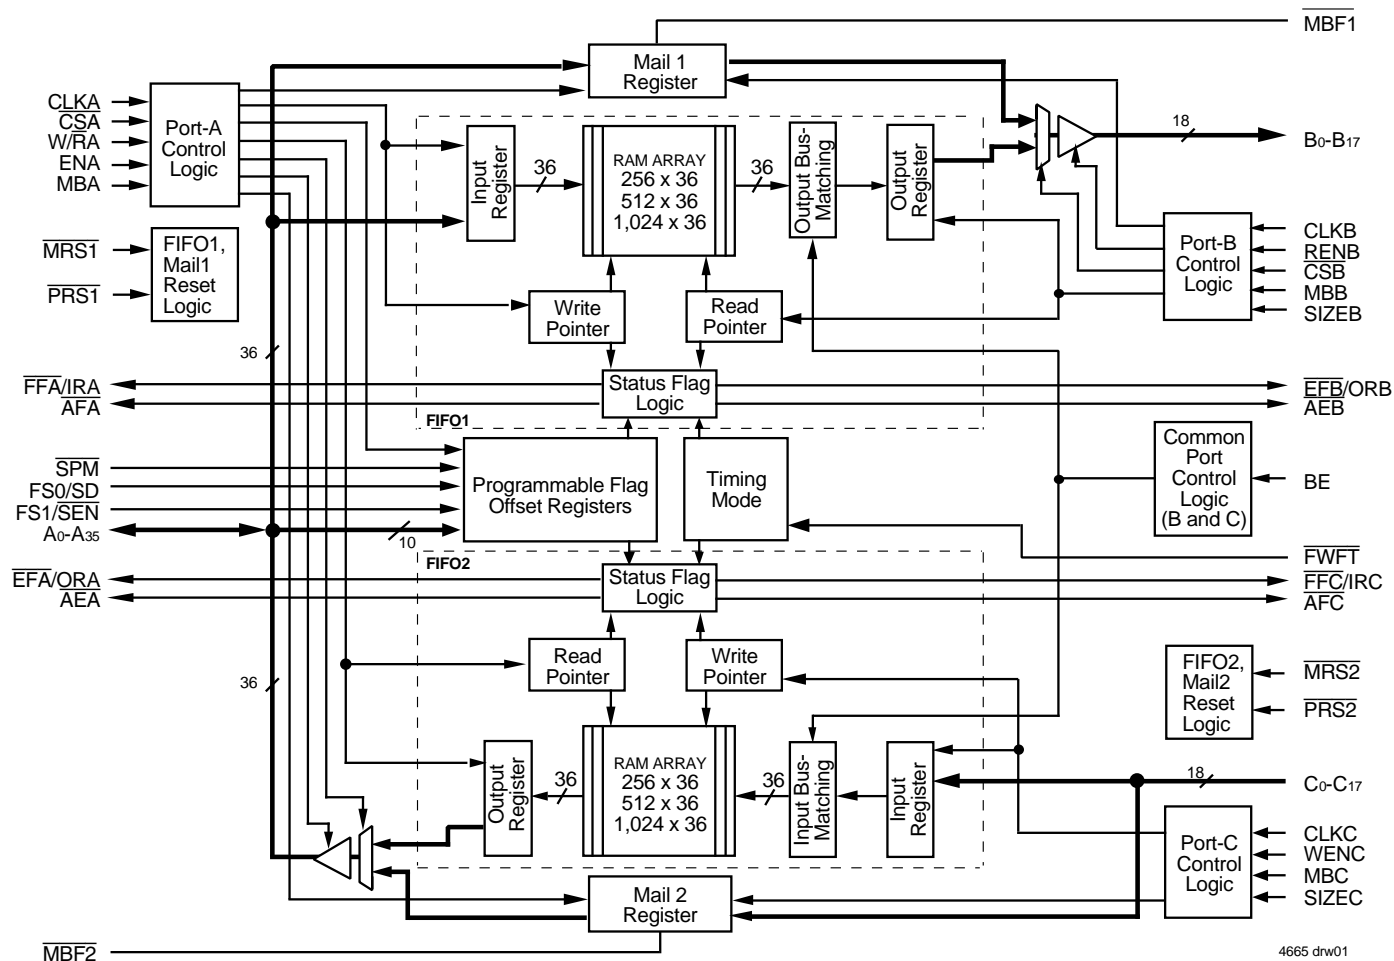 MBF1
Mail 1
Register
CLKA
CSA
W/RA
ENA
MBA
Port-A
Control
Logic
36
Input
Register
36
RAM ARRAY
256 x 36
512 x 36
1,024 x 36
36
Output Bus-
Matching
Output
Register
18
B0-B17
MRS1
PRS1
FIFO1,
Mail1
Reset
Logic
Write
Pointer
Read
Pointer
Port-B
Control
Logic
CLKB
RENB
CSB
MBB
SIZEB
FFA/IRA
AFA
Status Flag
Logic
EFB/ORB
AEB
FIFO1
SPM
FS0/SD
FS1/SEN
A0-A35
Programmable Flag
Offset Registers
10
Timing
Mode
Common
Port
Control
Logic
(B and C)
BE
FIFO2
FWFT
EFA/ORA
AEA
Status Flag
Logic
FFC/IRC
AFC
Read
Pointer
Write
Pointer
FIFO2,
Mail2
Reset
Logic
MRS2
PRS2
36
Output
Register
36
RAM ARRAY
256 x 36
512 x 36
1,024 x 36
36
Input Bus-
Matching
Input
Register
18
C0-C17
Port-C
Control
Logic
CLKC
WENC
MBC
SIZEC
Mail 2
Register
MBF2
4665 drw01